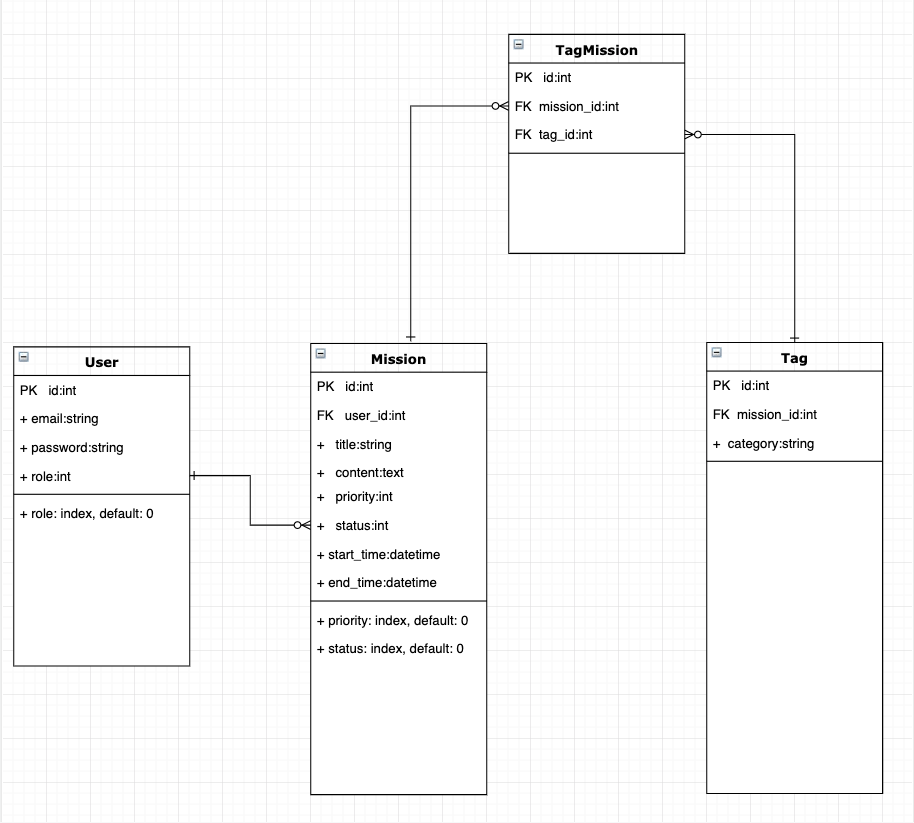 TagMission
PK id:int
FK mission_id:int
FK tag_id:int
User
PK id:int
+ email:string
+ password:string
+ role:int
+ role: index, default: 0
Mission
PK id:int
FK user_id:int
+ title:string
+ content:text
+ priority:int
+ status:int
+ start_time:datetime
+ end_time:datetime
+ priority: index, default: 0
+ status: index, default: 0
Tag
PK id:int
FK mission_id:int
+ category:string